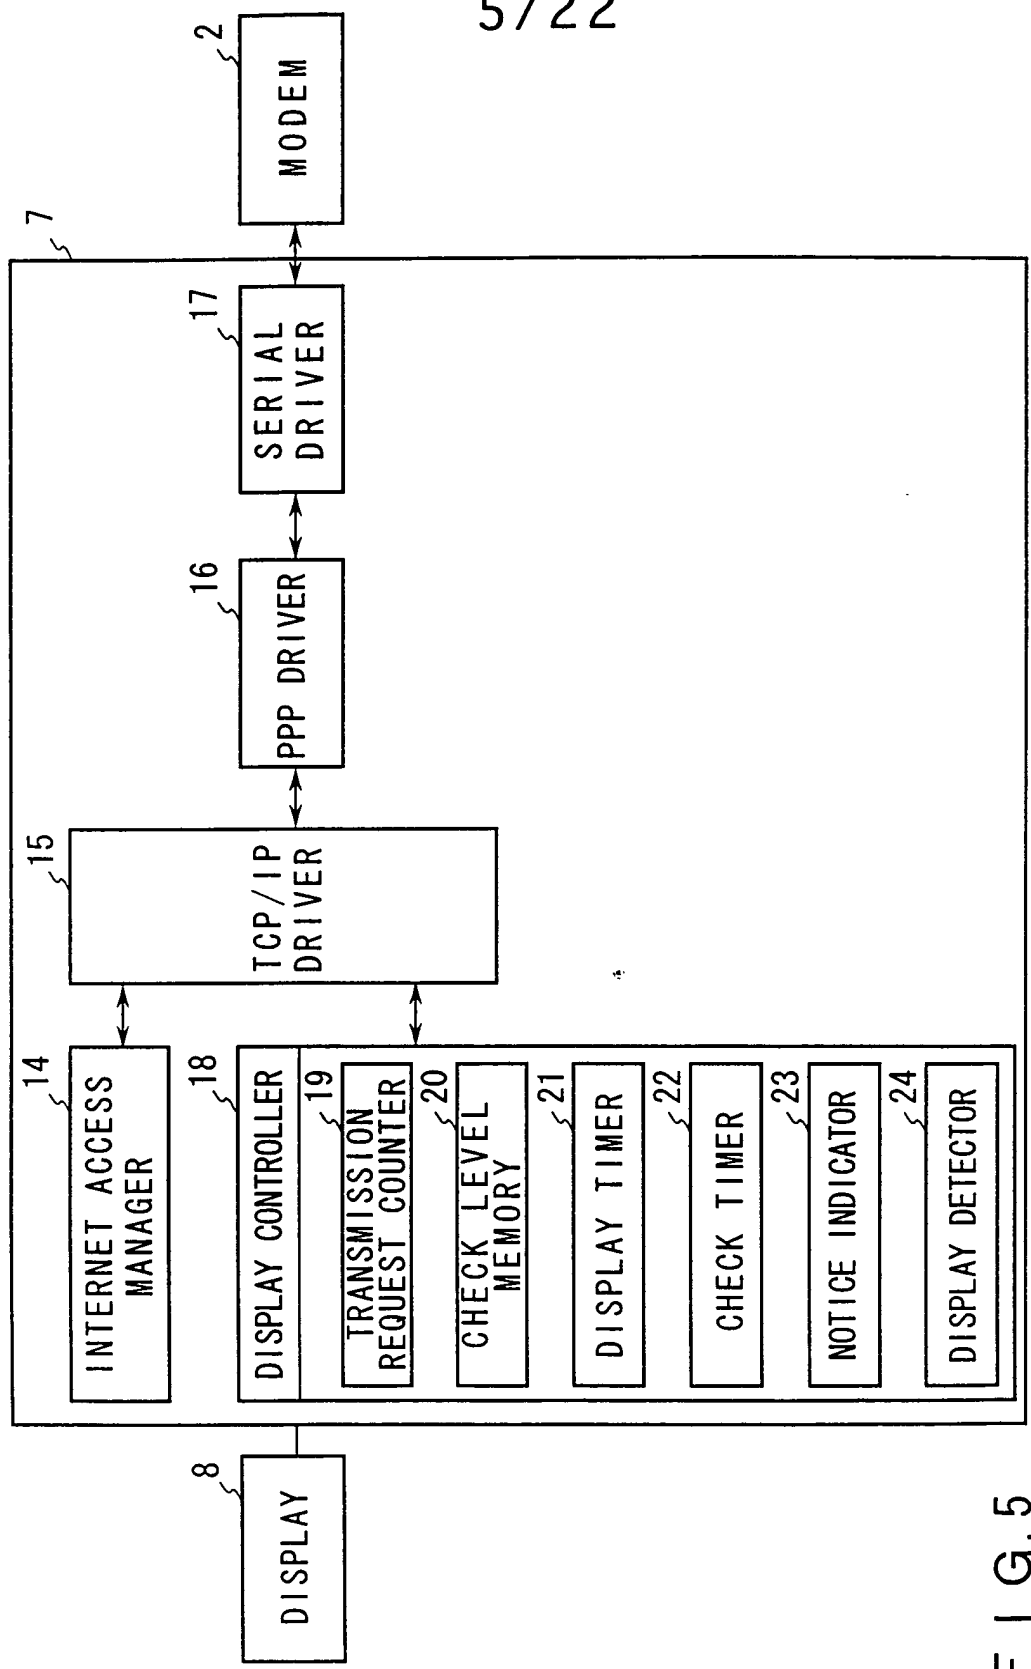 5/22
8
DISPLAY
7
14
INTERNET ACCESS
MANAGER
15
TCP/IP
DRIVER
16
PPP DRIVER
17
SERIAL
DRIVER
2
MODEM
18
DISPLAY CONTROLLER
19
TRANSMISSION
REQUEST COUNTER
20
CHECK LEVEL
MEMORY
21
DISPLAY TIMER
22
CHECK TIMER
23
NOTICE INDICATOR
24
DISPLAY DETECTOR
FIG. 5